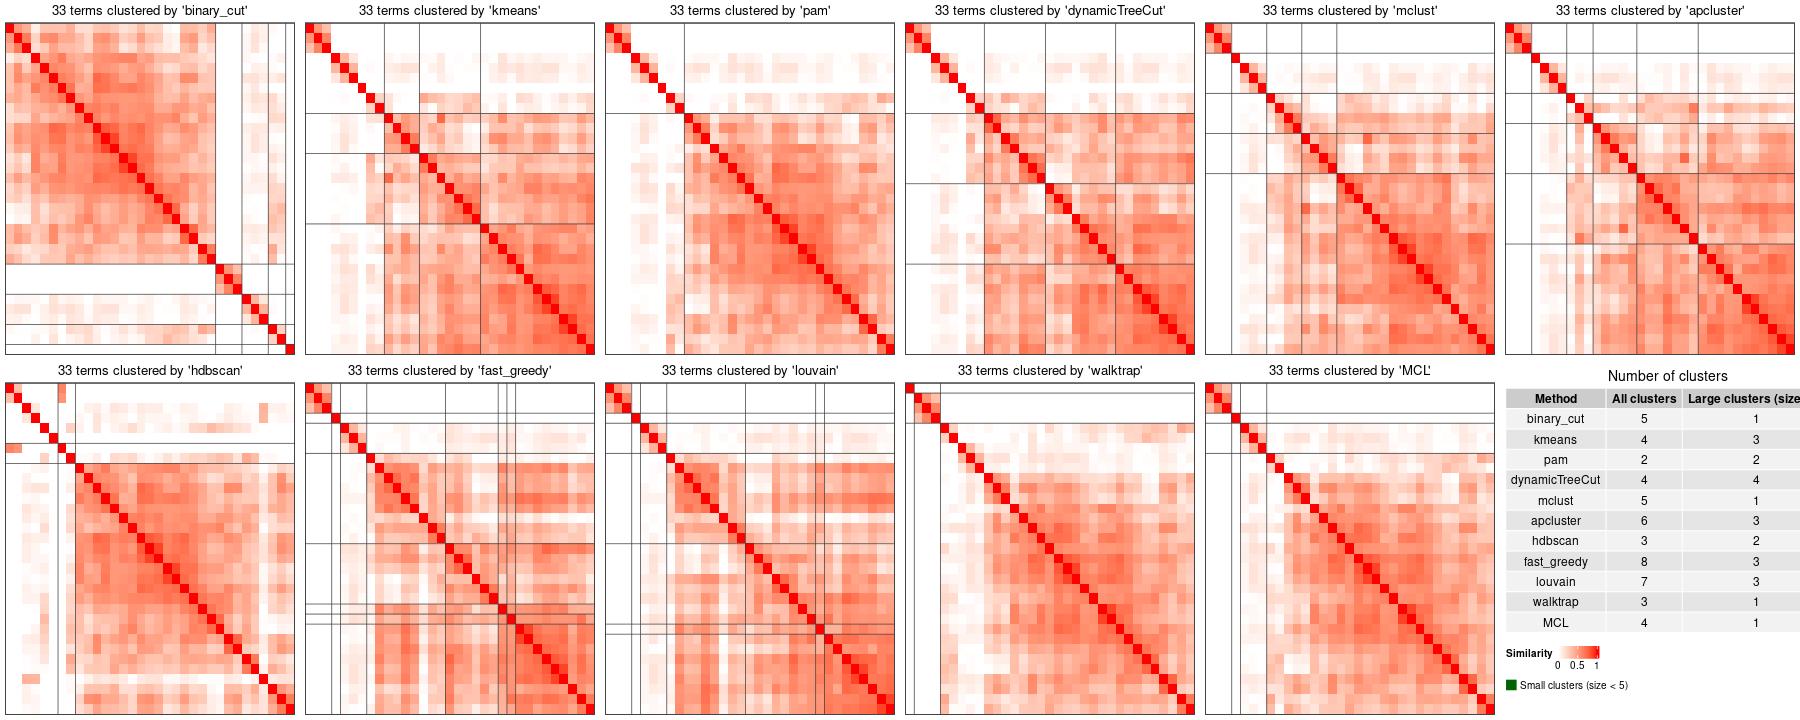 33 terms clustered by 'binary_cut'
33 terms clustered by 'kmeans'
33 terms clustered by 'pam'
33 terms clustered by 'dynamicTreeCut'
33 terms clustered by 'mclust'
33 terms clustered by 'apcluster'
33 terms clustered by 'hdbscan'
33 terms clustered by 'fast_greedy'
33 terms clustered by 'louvain'
33 terms clustered by 'walktrap'
33 terms clustered by 'MCL'
Number of clusters
Method All clusters Large clusters (size
binary_cut 5 1
kmeans 4 3
pam 2 2
dynamicTreeCut 4 4
mclust 5 1
apcluster 6 3
hdbscan 3 2
fast_greedy 8 3
louvain 7 3
walktrap 3 1
MCL 4 1
Similarity
0 0.5 1
Small clusters (size < 5)